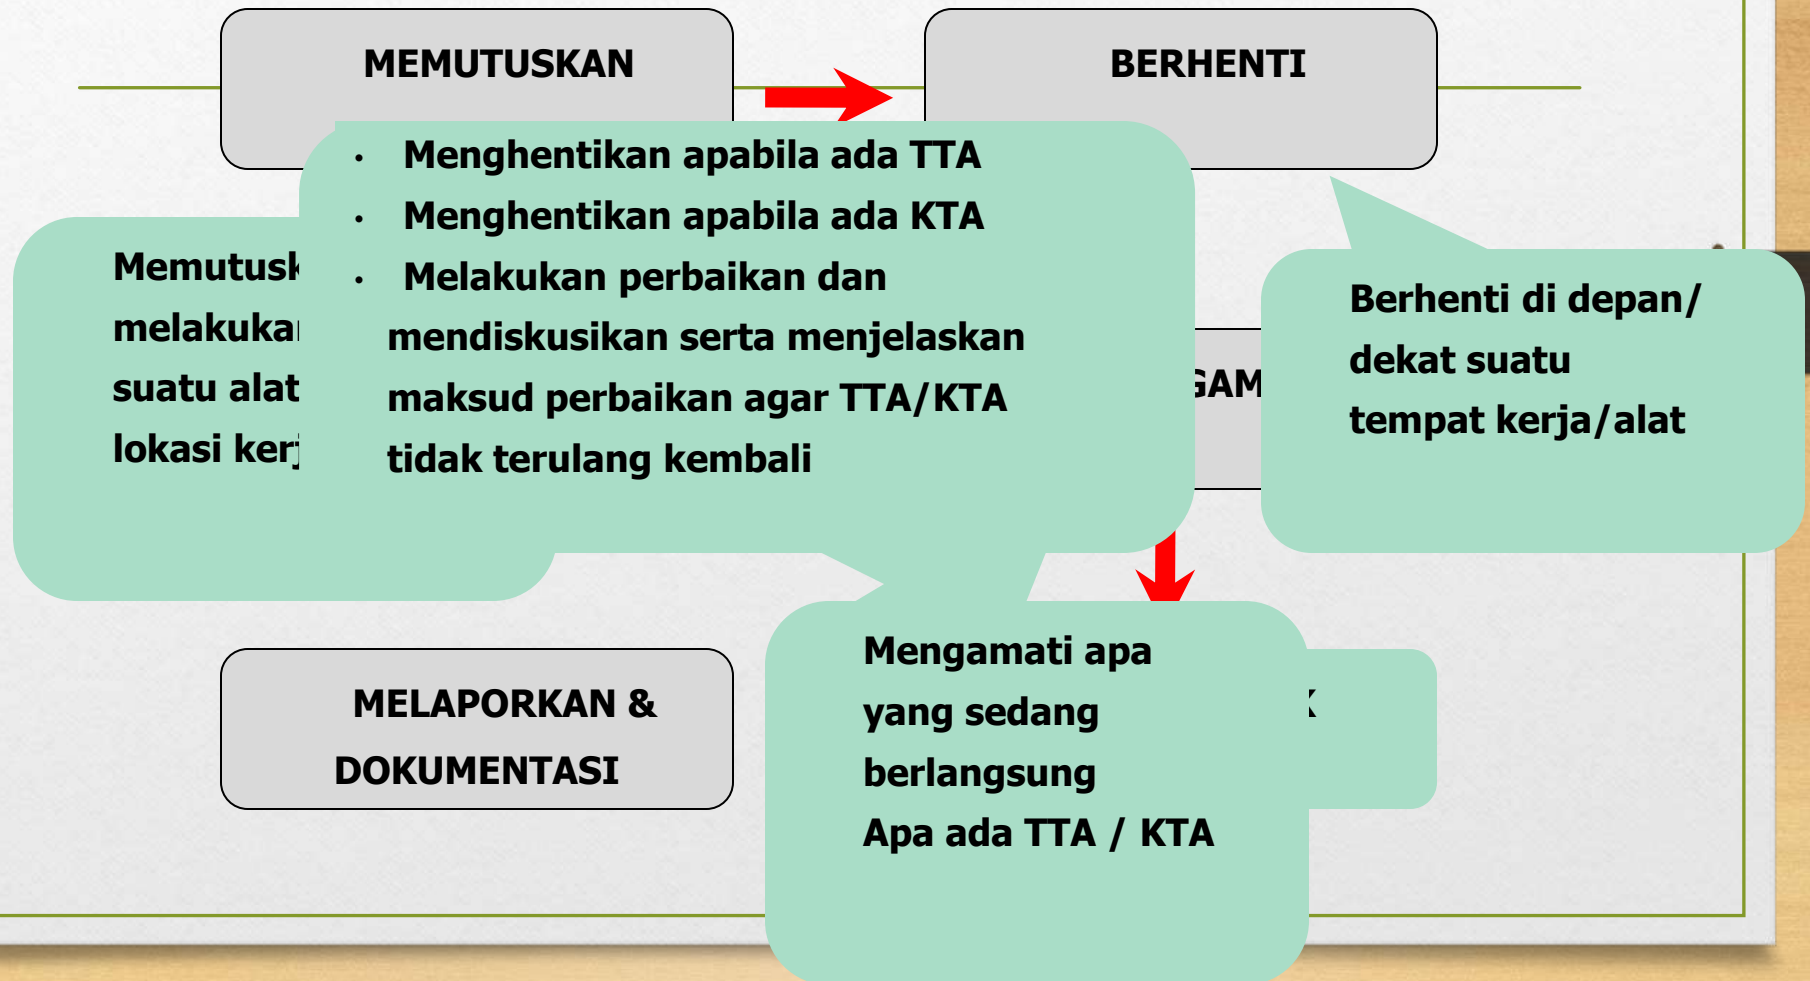 MEMUTUSKAN
BERHENTI
• Menghentikan apabila ada TTA
• Menghentikan apabila ada KTA
• Melakukan perbaikan dan
mendiskusikan serta menjelaskan
maksud perbaikan agar TTA/KTA
tidak terulang kembali
suatu alat
lokasi
Berhenti di depan/
dekat suatu
tempat kerja/alat
MELAPORKAN &
DOKUMENTASI
Mengamati apa
yang sedang
berlangsung
Apa ada TTA / KTA